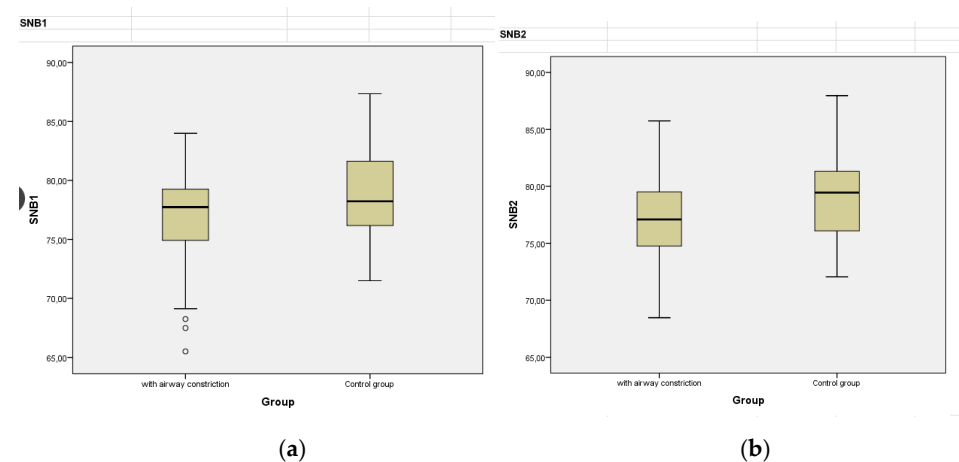 SNB1
90,00
85,00
80,00
75,00
70,00
65,00
SNB1
with airway constriction
Control group
Group
(a)
SNB2
90,00
85,00
80,00
75,00
70,00
65,00
SNB2
with airway constriction
Control group
Group
(b)